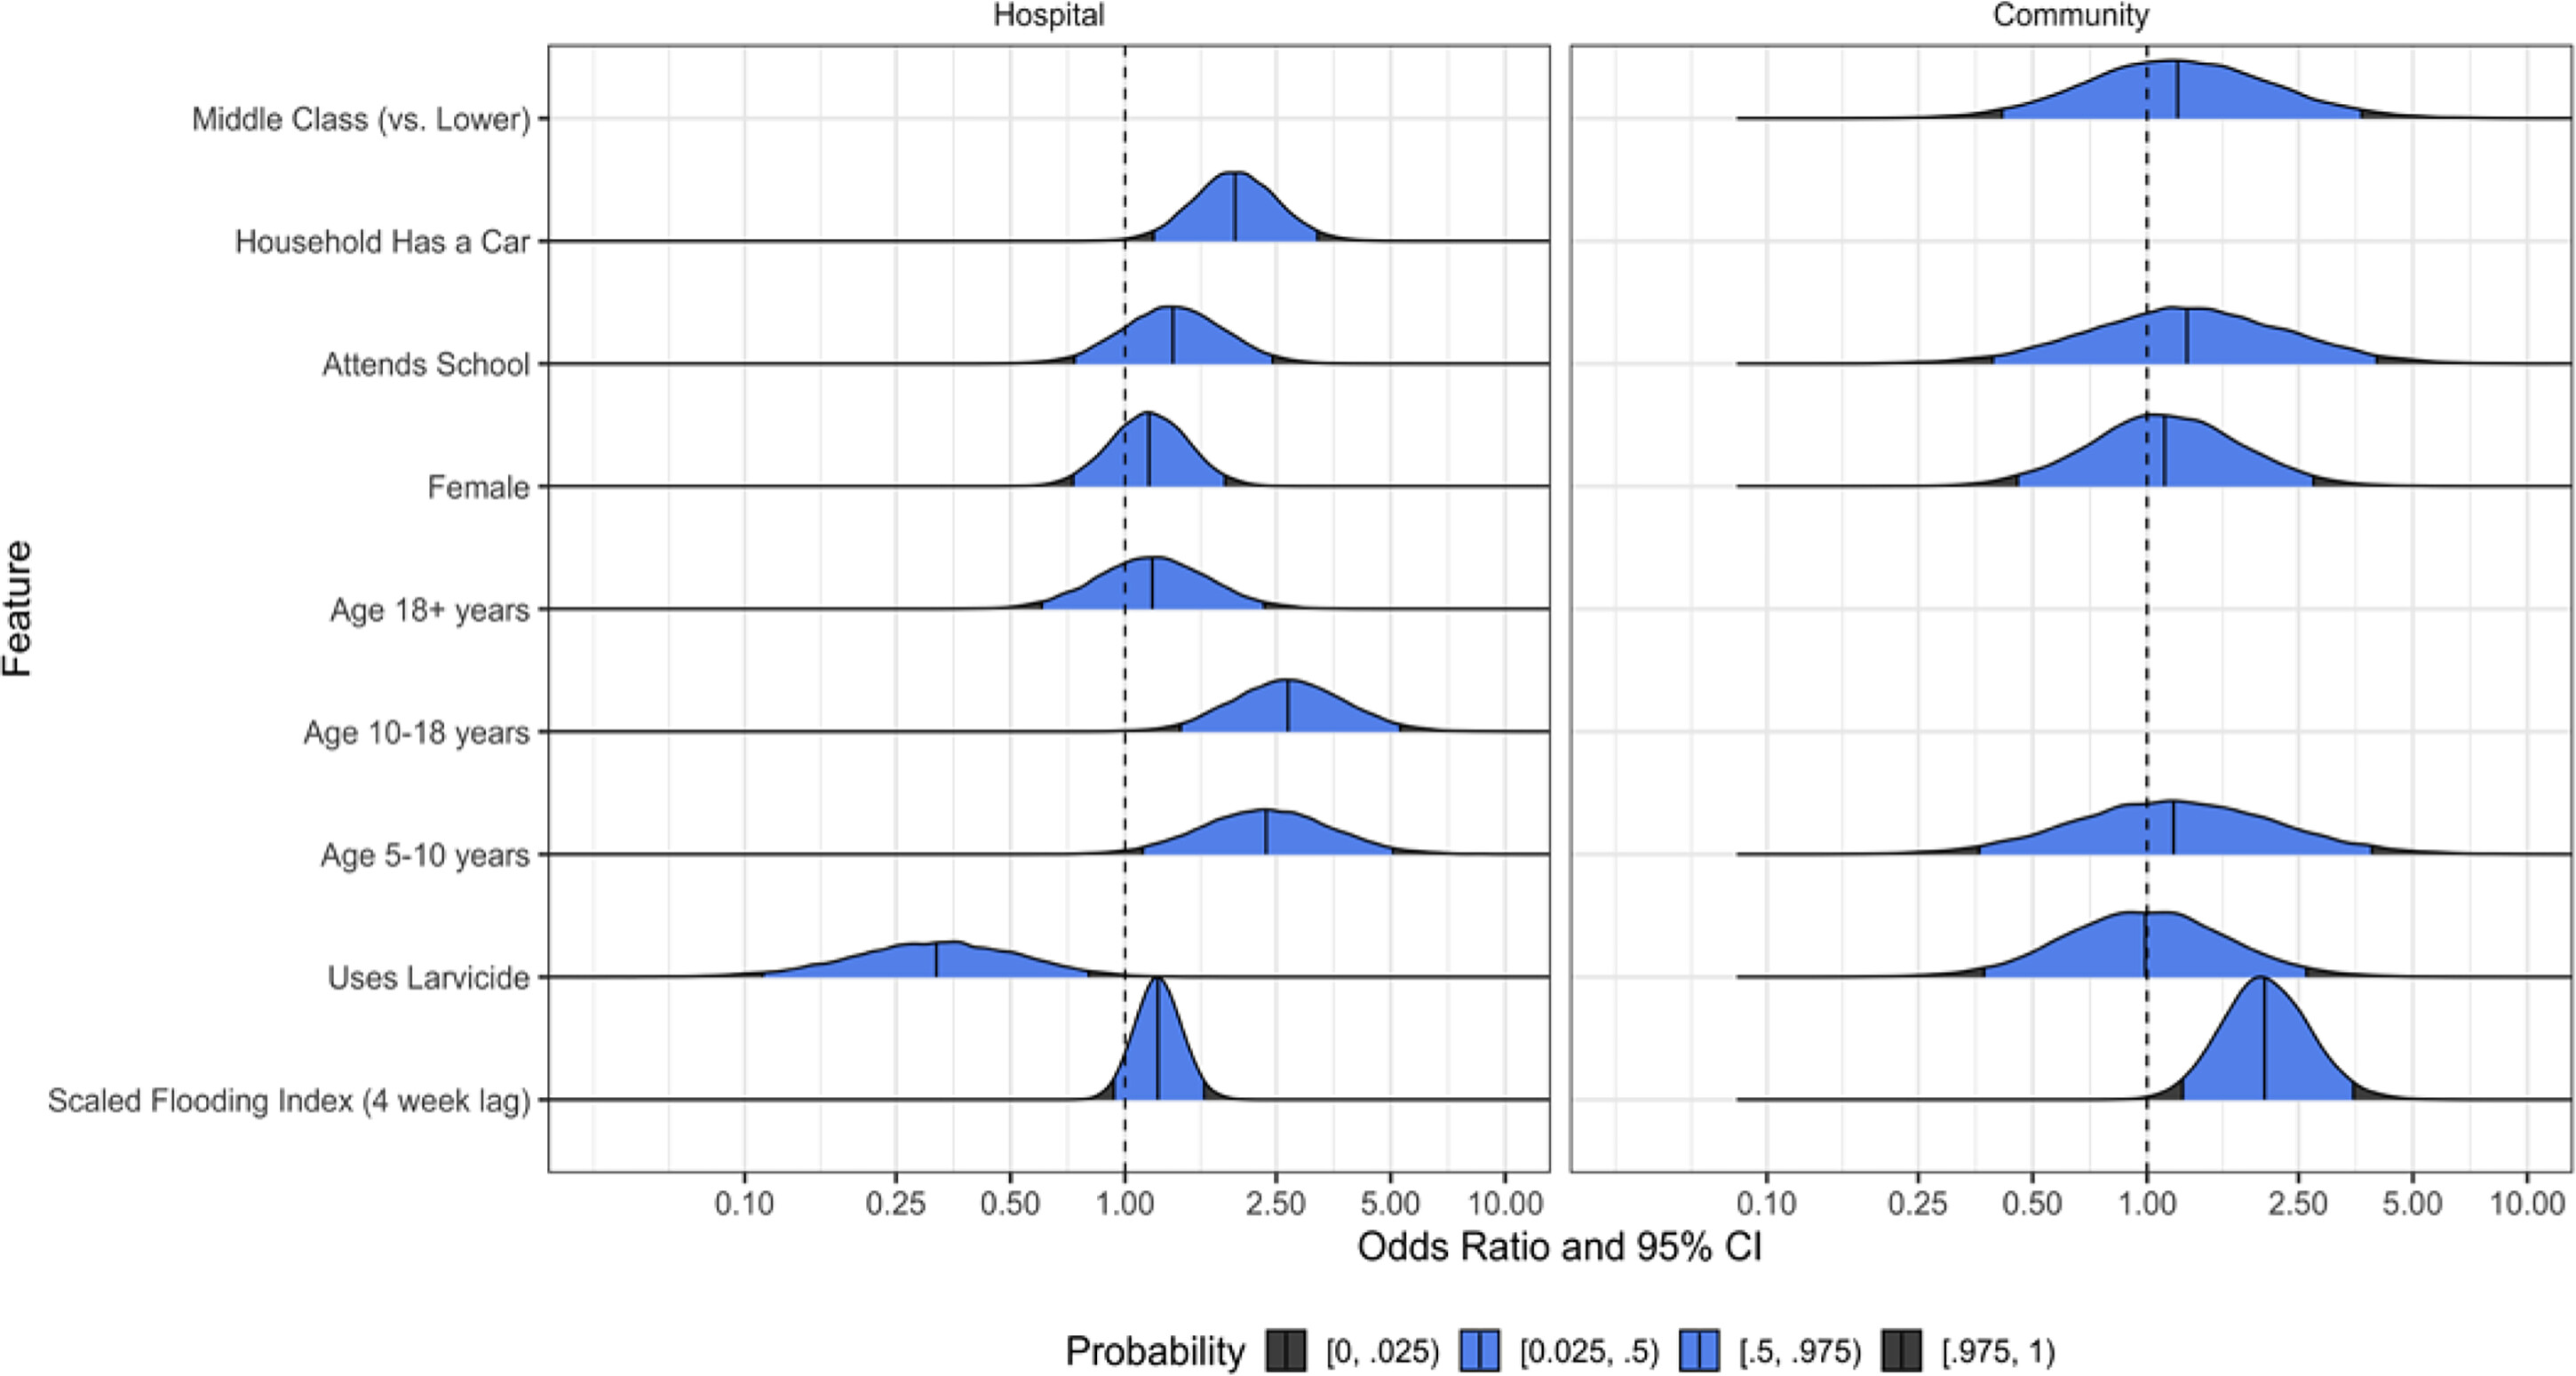 Hospital
Community
Feature
Middle Class (vs. Lower)
Household Has a Car
Attends School
Female
Age 18+ years
Age 10-18 years
Age 5-10 years
Uses Larvicide
Scaled Flooding Index (4 week lag)
0.10 0.25 0.50 1.00 2.50 5.00 10.00
0.10 0.25 0.50 1.00 2.50 5.00 10.00
Odds Ratio and 95% CI
Probability [0, .025) [0.025, .5) [.5, .975) [.975, 1)